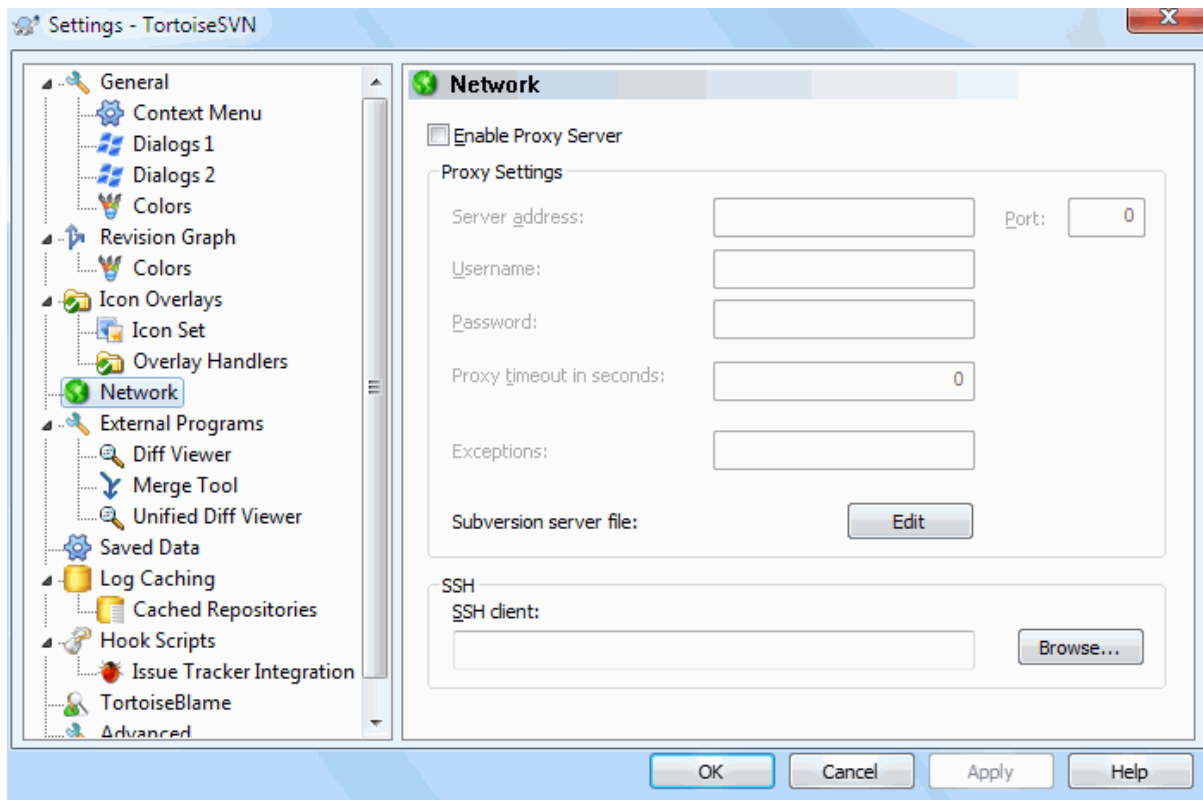 Settings - TortoiseSVN
General
Context Menu
Dialogs 1
Dialogs 2
Colors
Revision Graph
Colors
Icon Overlays
Icon Set
Overlay Handlers
Network
External Programs
Diff Viewer
Merge Tool
Unified Diff Viewer
Saved Data
Log Caching
Cached Repositories
Hook Scripts
Issue Tracker Integration
TortoiseBlame
Advanced
Network
Enable Proxy Server
Proxy Settings
Server address:
Port: 0
Username:
Password:
Proxy timeout in seconds: 0
Exceptions:
Subversion server file: Edit
SSH
SSH client:
Browse...
OK Cancel Apply Help